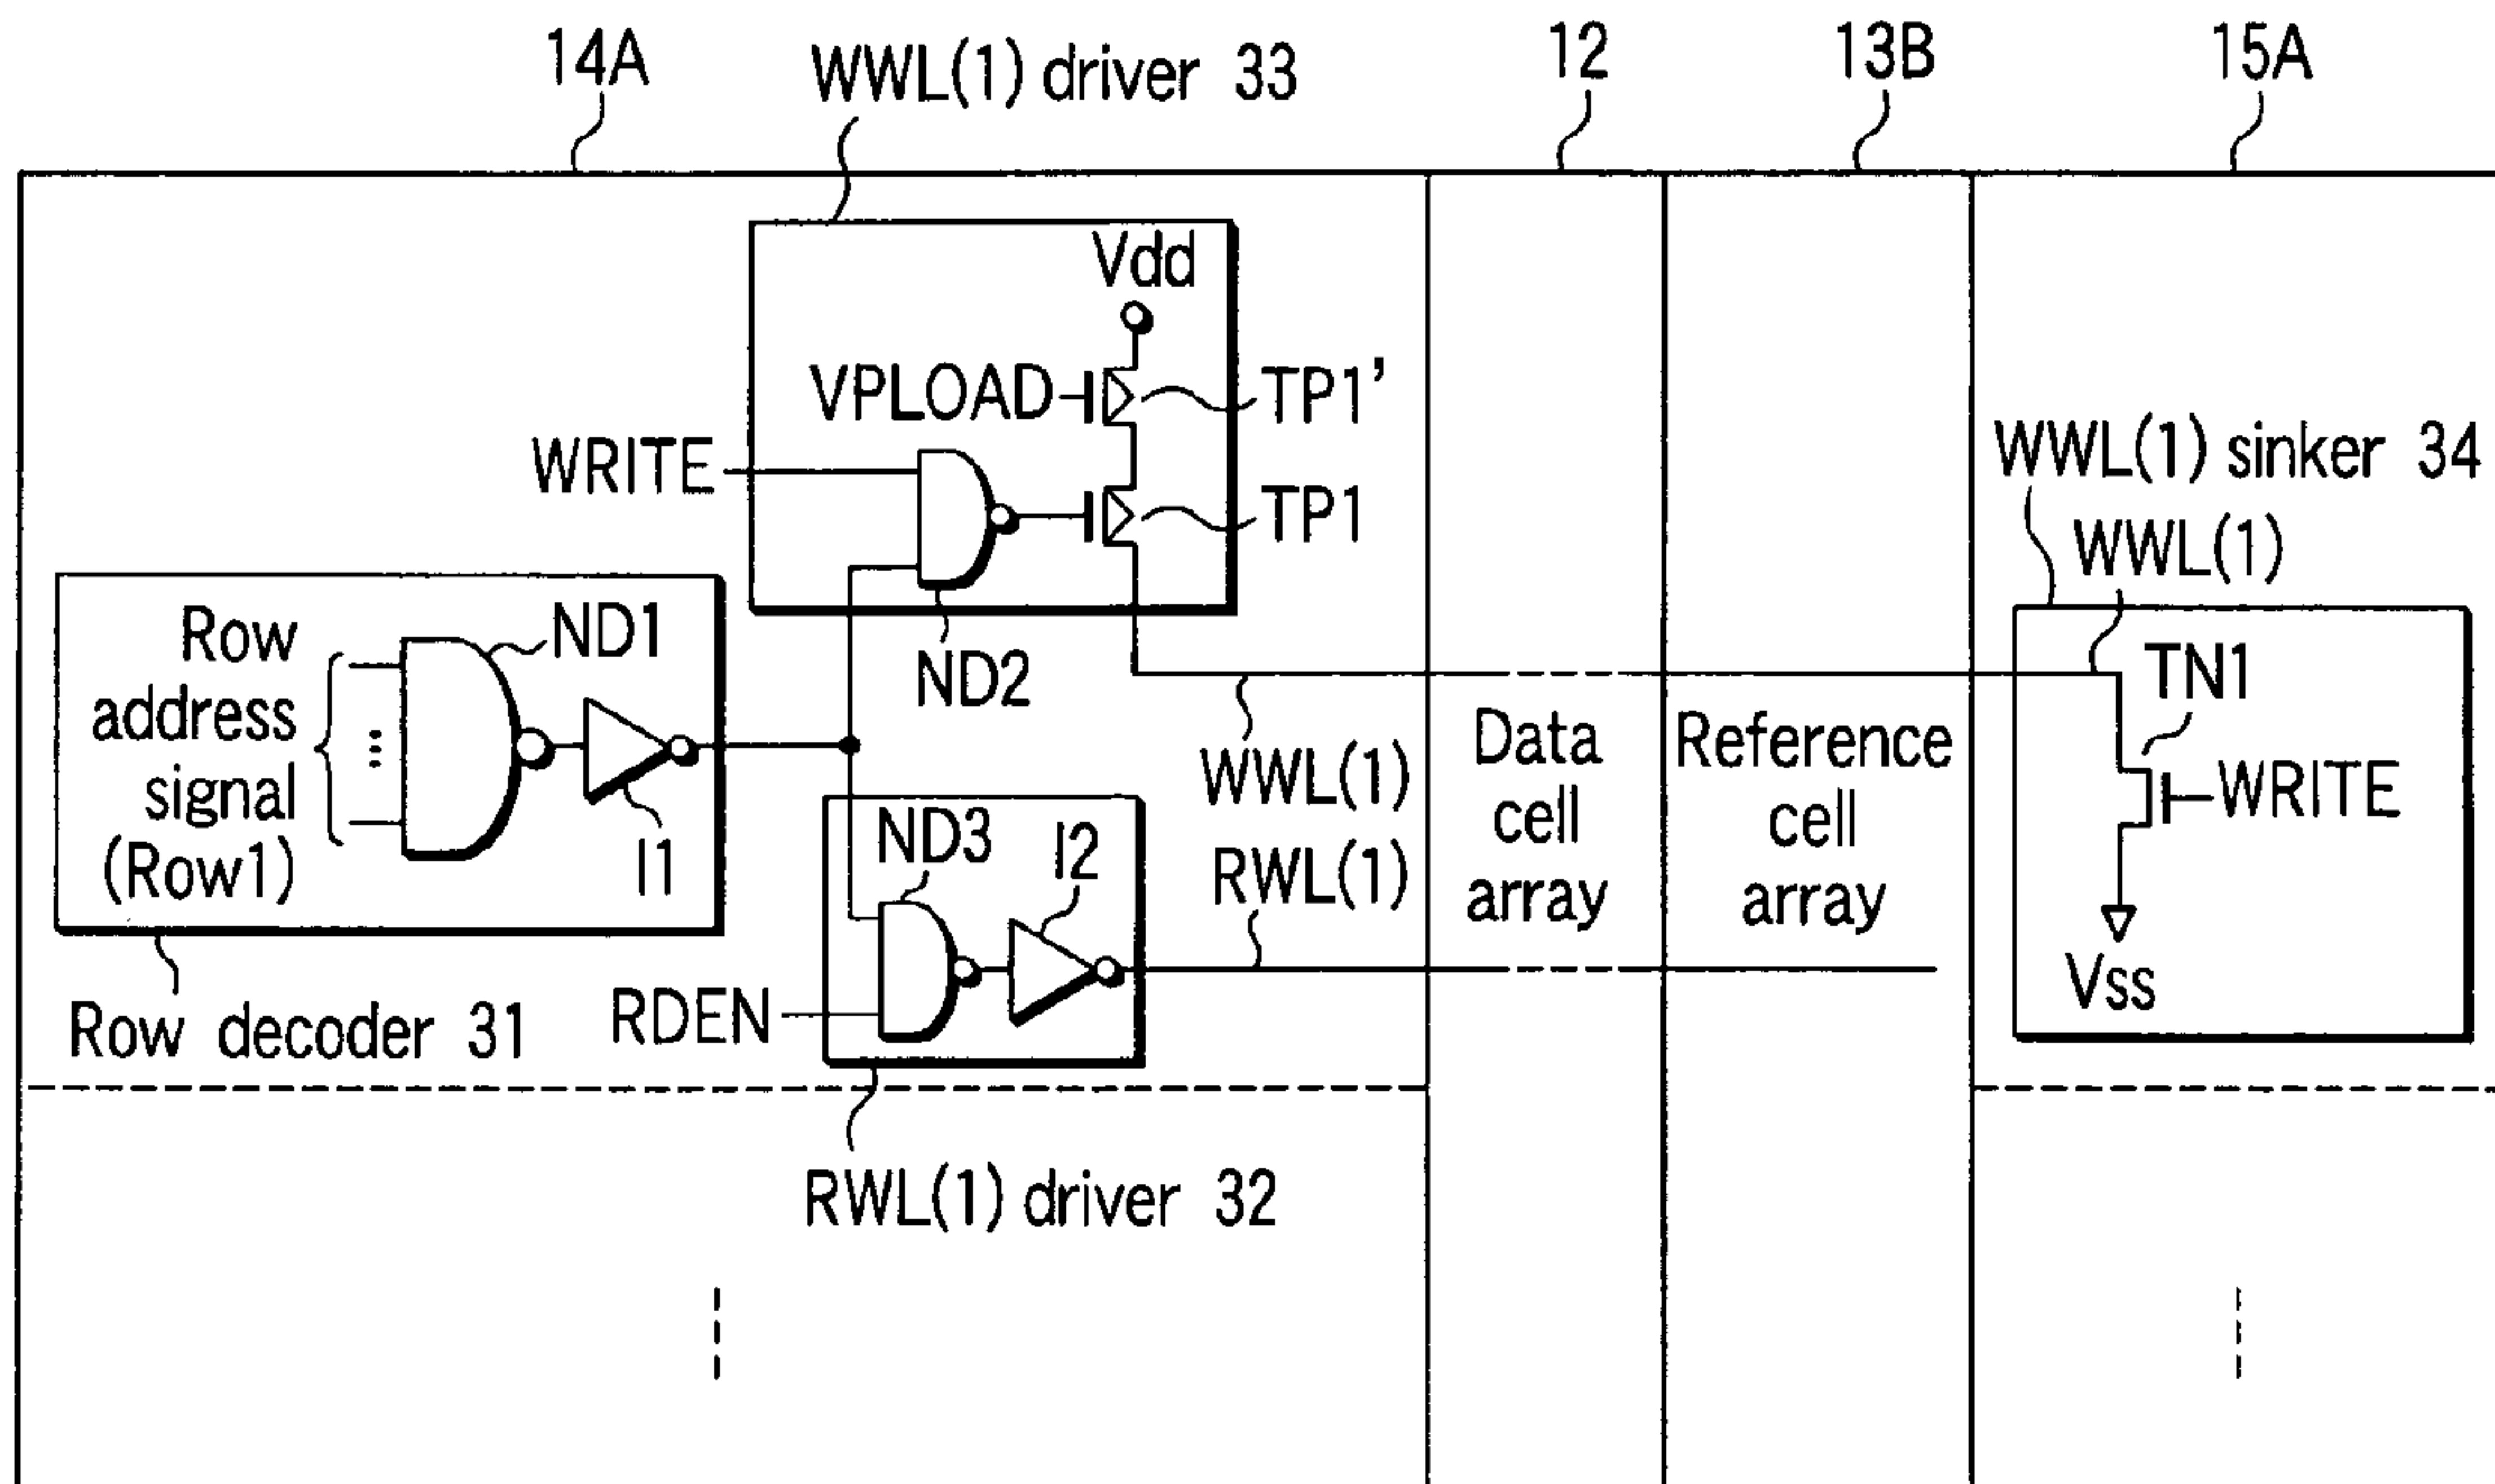 14A
WWL(1) driver 33
12
13B
15A
Vdd
VPLOAD
TP1'
WRITE
TP1
WWL(1) sinker 34
WWL(1)
Row
address
signal
(Row1)
ND1
I1
ND2
TN1
WRITE
Vss
WWL(1)
RWL(1)
Data
cell
array
Reference
cell
array
ND3
I2
RDEN
Row decoder 31
RWL(1) driver 32